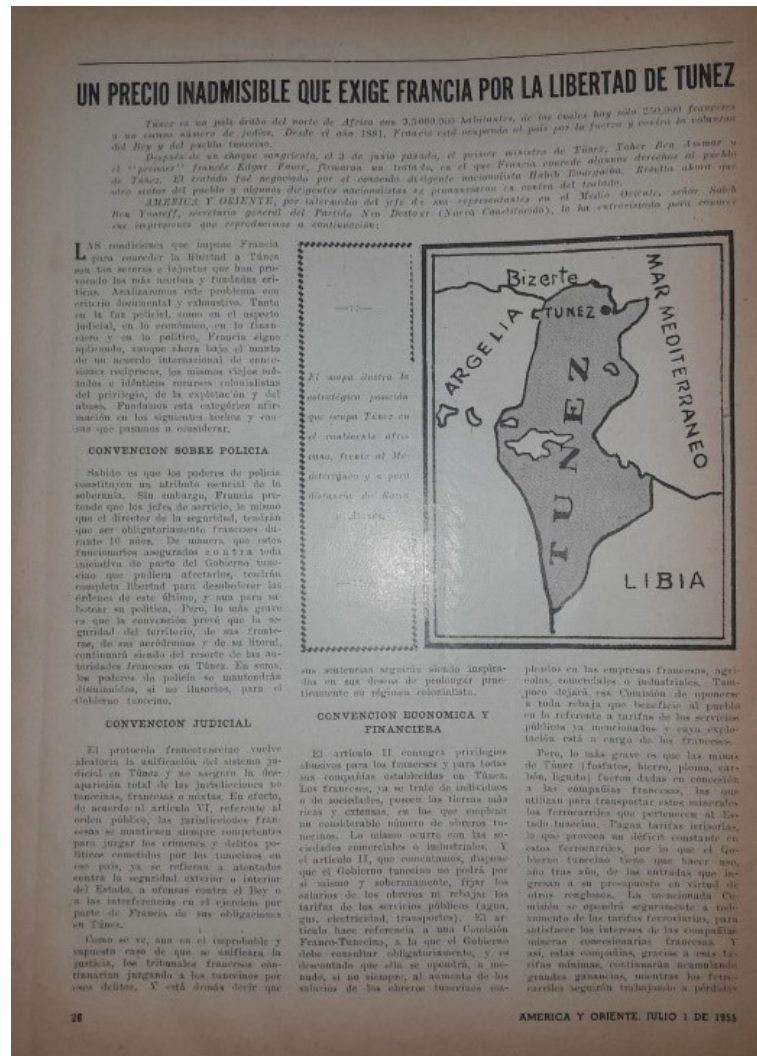 UN PRECIO INADMISIBLE QUE EXIGE FRANCIA POR LA LIBERTAD DE TUNEZ
Túnez es un país árabe del norte de Africa con 3.5000,000 habitantes, de los cuales hay sólo 250,000 franceses
y un escaso número de judíos. Desde el año 1881, Francia está ocupando al país por la fuerza y contra la voluntad
del Bey y del pueblo tunecino.
Después de un choque sangriento, el 3 de junio pasado, el primer ministro de Túnez, Taher Ben Ammar y
el "premier" francés Edgar Faure, firmaron un tratado, en el que Francia concede algunos derechos al pueblo
de Túnez. El tratado fué negociado por el conocido dirigente nacionalista Habib Bourguiba. Resulta ahora que
otro sector del pueblo y algunos dirigentes nacionalistas se pronunciaron en contra del tratado.
AMERICA Y ORIENTE, por intermedio del jefe de sus representantes en el Medio Oriente, señor Saleh
Ben Youseff, secretario general del Partido Neo Destour (Nueva Constitución), lo ha entrevistado para conocer
sus impresiones que reproducimos a continuación:
LAS condiciones que impone Francia
para conceder la libertad a Túnez
son tan severas e injustas que han pro-
vocado las más acerbas y fundadas crí-
ticas. Analizaremos este problema con
criterio documental y exhaustivo. Tanto
en la faz policial, como en el aspecto
judicial, en lo económico, en lo finan-
ciero y en lo político, Francia sigue
aplicando, aunque ahora bajo el manto
de un acuerdo internacional de conce-
siones recíprocas, los mismos viejos mé-
todos e idénticos recursos colonialistas
del privilegio, de la explotación y del
abuso. Fundamos esta categórica afir-
mación en los siguientes hechos y cau-
sas que pasamos a considerar.
CONVENCION SOBRE POLICIA
Sabido es que los poderes de policía
constituyen un atributo esencial de la
soberanía. Sin embargo, Francia pre-
tende que los jefes de servicio, lo mismo
que el director de la seguridad, tendrán
que ser obligatoriamente franceses du-
rante 10 años. De manera que estos
funcionarios asegurados contra toda
iniciativa de parte del Gobierno tune-
cino que pudiera afectarlos, tendrán
completa libertad para desobedecer las
órdenes de este último, y aun para sa-
botear su política. Pero, lo más grave
es que la convención prevé que la se-
guridad del territorio, de sus fronte-
ras, de sus aeródromos y de su litoral,
continuará siendo del resorte de las au-
toridades francesas en Túnez. En suma,
los poderes de policía se mantendrán
disminuidos, si no ilusorios, para el
Gobierno tunecino.
CONVENCION JUDICIAL
El protocolo francotunecino vuelve
aleatoria la unificación del sistema ju-
dicial en Túnez y no asegura la des-
aparición total de las jurisdicciones no
tunecinas, francesas o mixtas. En efecto,
de acuerdo al artículo VI, referente al
orden público, las jurisdicciones fran-
cesas se mantienen siempre competentes
para juzgar los crímenes y delitos po-
líticos cometidos por los tunecinos en
ese país, ya se refieran a atentados
contra la seguridad exterior o interior
del Estado, a ofensas contra el Bey o
a las interferencias en el ejercicio por
parte de Francia de sus obligaciones
en Túnez.
Como se ve, aun en el improbable y
supuesto caso de que se unificara la
justicia, los tribunales franceses con-
tinuarían juzgando a los tunecinos por
esos delitos. Y está demás decir que
El mapa ilustra la
estratégica posición
que ocupa Túnez en
el continente afri-
cano, frente al Me-
diterráneo y a poca
distancia de Roma
y Atenas.
Bizerte
TUNEZ
ARGELIA
MAR MEDITERRANEO
TUNEZ
LIBIA
sus sentencias seguirán siendo inspira-
das en sus deseos de prolongar prác-
ticamente su régimen colonialista.
CONVENCION ECONOMICA Y
FINANCIERA
El artículo II consagra privilegios
abusivos para los franceses y para todas
sus compañías establecidas en Túnez.
Los franceses, ya se trate de individuos
o de sociedades, poseen las tierras más
ricas y extensas, en las que emplean
un considerable número de obreros tu-
necinos. Lo mismo ocurre con las so-
ciedades comerciales o industriales. Y
el artículo II, que comentamos, dispone
que el Gobierno tunecino no podrá por
sí mismo y soberanamente, fijar los
salarios de los obreros ni rebajar las
tarifas de los servicios públicos (agua,
gas, electricidad, transportes). El ar-
tículo hace referencia a una Comisión
Franco-Tunecina, a la que el Gobierno
debe consultar obligatoriamente, y es
descontado que ella se opondrá, a me-
nudo, si no siempre, al aumento de los
salarios de los obreros tunecinos em-
pleados en las empresas francesas, agrí-
colas, comerciales o industriales. Tam-
poco dejará esa Comisión de oponerse
a toda rebaja que beneficie al pueblo
en lo referente a tarifas de los servicios
públicos ya mencionados y cuya explo-
tación está a cargo de los franceses.
Pero, lo más grave es que las minas
de Túnez (fosfatos, hierro, plomo, car-
bón, lignito) fueron dadas en concesión
a las compañías francesas, las que
utilizan para transportar estos minerales
los ferrocarriles que pertenecen al Es-
tado tunecino. Pagan tarifas irrisorias,
lo que provoca un déficit constante en
estos ferrocarriles, por lo que el Go-
bierno tunecino tiene que hacer uso,
año tras año, de las entradas que in-
gresan a su presupuesto en virtud de
otros renglones. La mencionada Co-
misión se opondrá seguramente a todo
aumento de las tarifas ferroviarias, para
satisfacer los intereses de las compañías
mineras concesionarias francesas. Y
así, estas compañías, gracias a esas ta-
rifas mínimas, continuarán acumulando
grandes ganancias, mientras los ferro-
carriles seguirán trabajando a pérdida.
26
AMERICA Y ORIENTE, JULIO 1 DE 1955